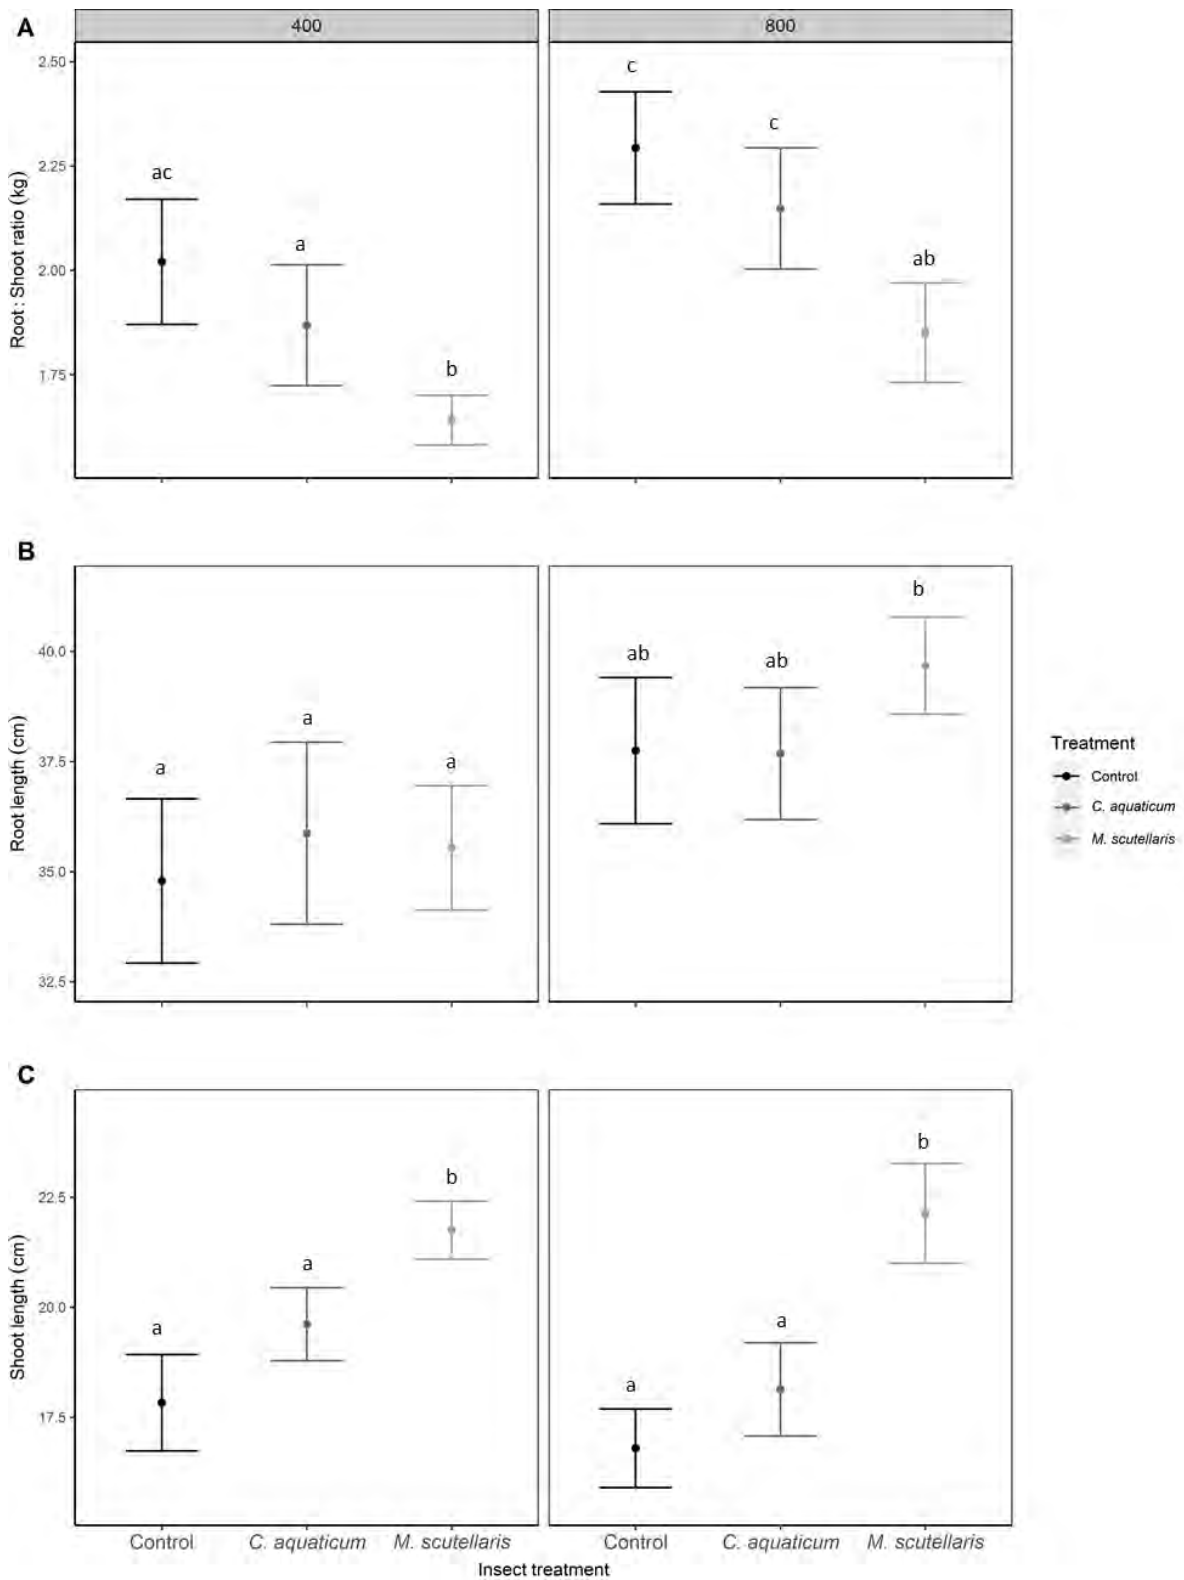 A
400
800
Root : Shoot ratio (kg)
2.50
2.25
2.00
1.75
ac
a
b
c
c
ab
B
Root length (cm)
40.0
37.5
35.0
32.5
a
a
a
ab
ab
b
Treatment
Control
C. aquaticum
M. scutellaris
C
Shoot length (cm)
22.5
20.0
17.5
a
a
b
a
a
b
Control C. aquaticum M. scutellaris Control C. aquaticum M. scutellaris
Insect treatment